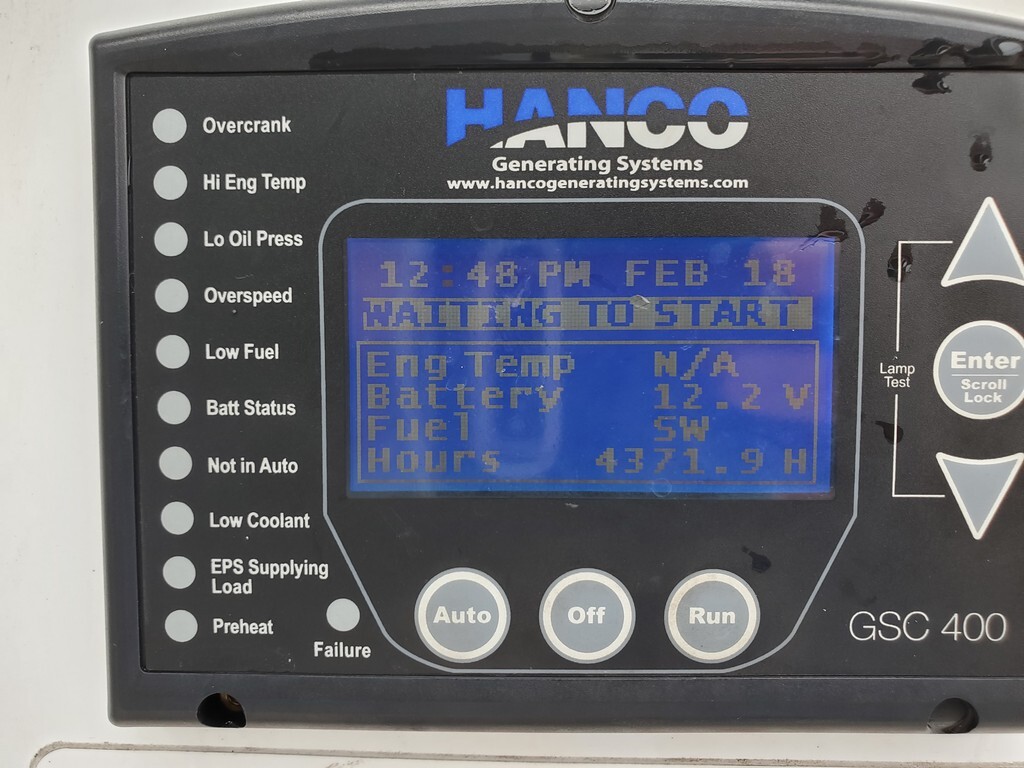 HANCO
Generating Systems
www.hancogeneratingsystems.com
Overcrank
Hi Eng Temp
Lo Oil Press
Overspeed
Low Fuel
Batt Status
Not in Auto
Low Coolant
EPS Supplying
Load
Preheat
Failure
12:48 PM FEB 18
WAITING TO START
Eng Temp N/A
Battery 12.2 V
Fuel SW
Hours 4371.9 H
Auto
Off
Run
Lamp
Test
Enter
Scroll
Lock
GSC 400